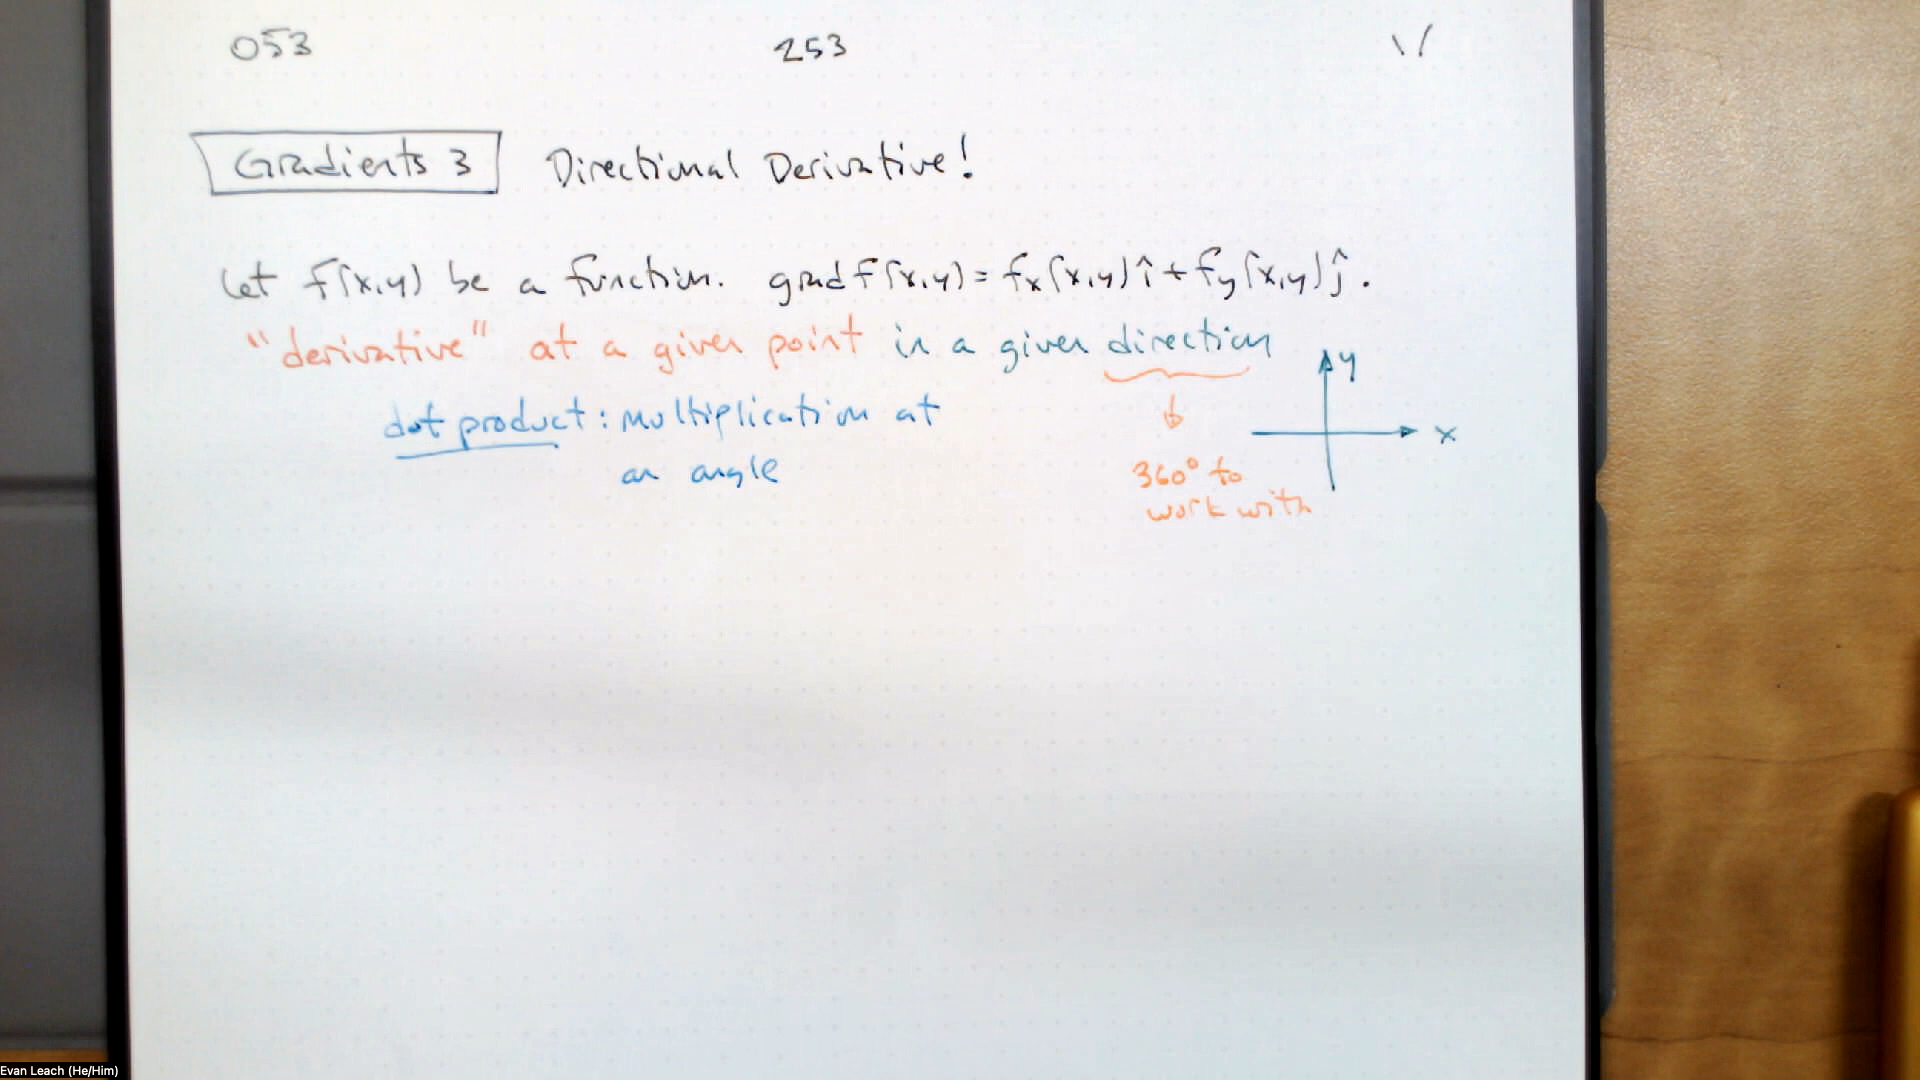 053 253 11
Gradients 3 Directional Derivative!
Let f(x,y) be a function. grad f(x,y) = fx(x,y) î + fy(x,y) ĵ.
"derivative" at a given point in a given direction
y
x
dot product: multiplication at
an angle
360° to
work with
Evan Leach (He/Him)